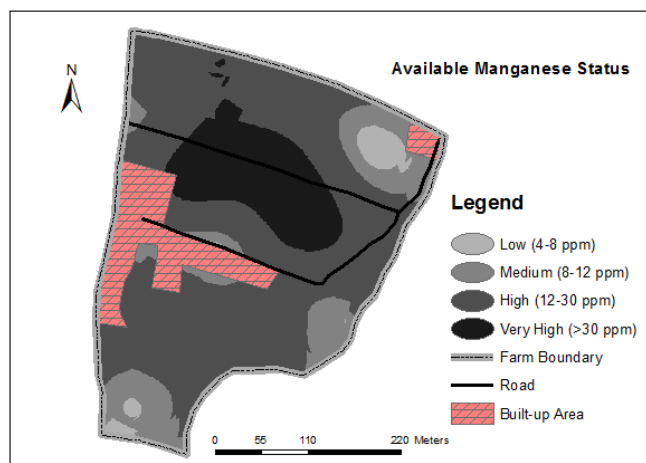 Available Manganese Status
N
Legend
Low (4-8 ppm)
Medium (8-12 ppm)
High (12-30 ppm)
Very High (>30 ppm)
Farm Boundary
Road
Built-up Area
0 55 110 220 Meters